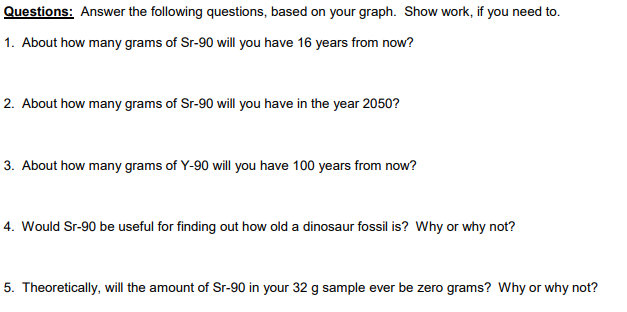 Questions: Answer the following questions, based on your graph. Show work, if you need to.
1. About how many grams of Sr-90 will you have 16 years from now?
2. About how many grams of Sr-90 will you have in the year 2050?
3. About how many grams of Y-90 will you have 100 years from now?
4. Would Sr-90 be useful for finding out how old a dinosaur fossil is? Why or why not?
5. Theoretically, will the amount of Sr-90 in your 32 g sample ever be zero grams? Why or why not?